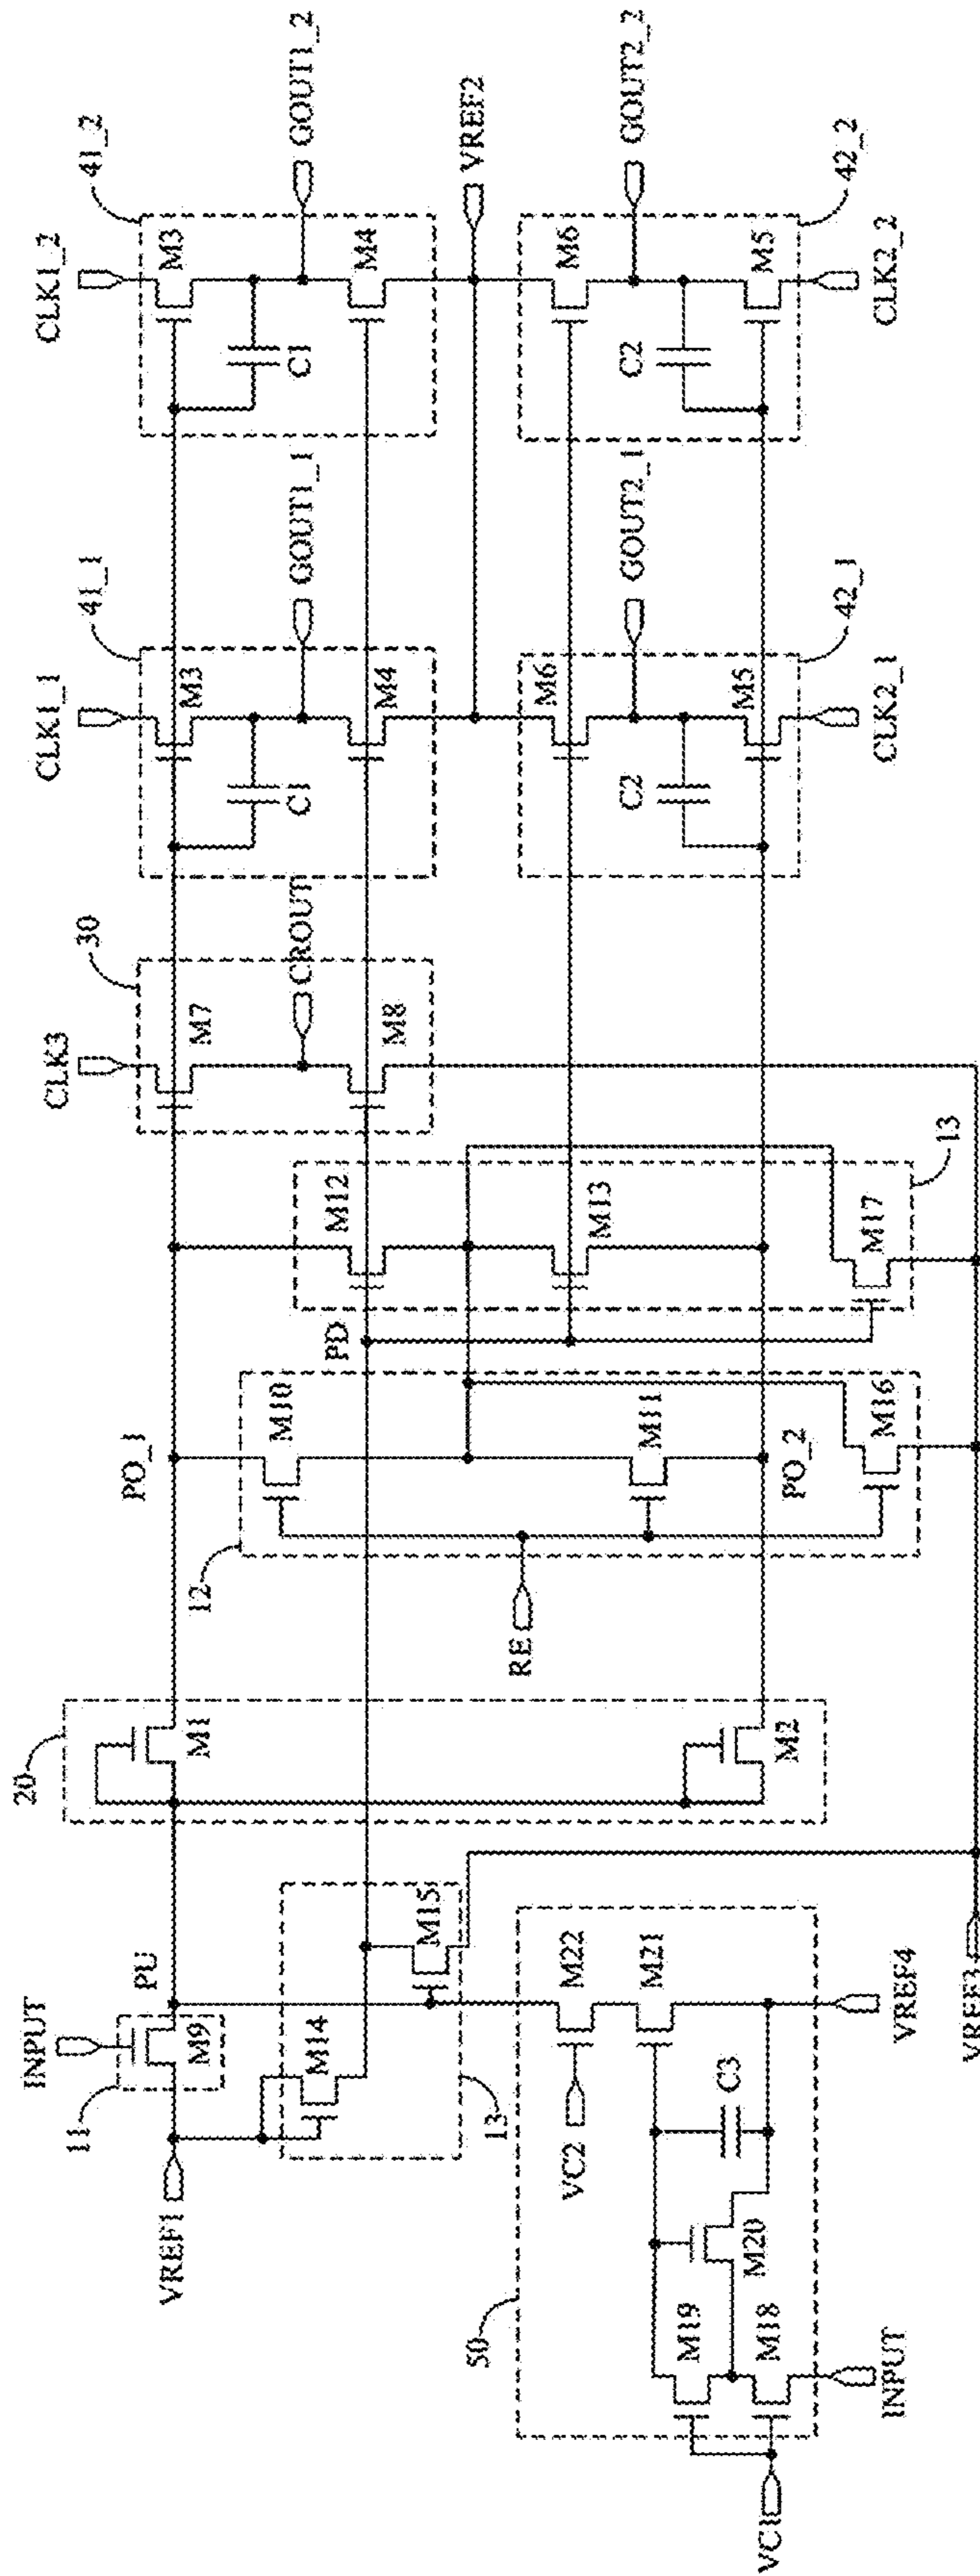 CLK1_2
41_2
M3
C1
GOUT1_2
M4
VREF2
M6
GOUT2_2
C2
M5
42_2
CLK2_2
CLK1_1
41_1
M3
C1
GOUT1_1
M4
M6
GOUT2_1
C2
M5
42_1
CLK2_1
CLK3
30
M7
CROUT
M8
M12
PD
M13
M17
13
PO_1
M10
M11
PO_2
M16
12
RE
20
M1
M2
INPUT
PU
M9
11
VREF1
M14
M15
13
50
M22
VC2
M21
C3
M20
M19
M18
VREF4
VREF3
INPUT
VC1